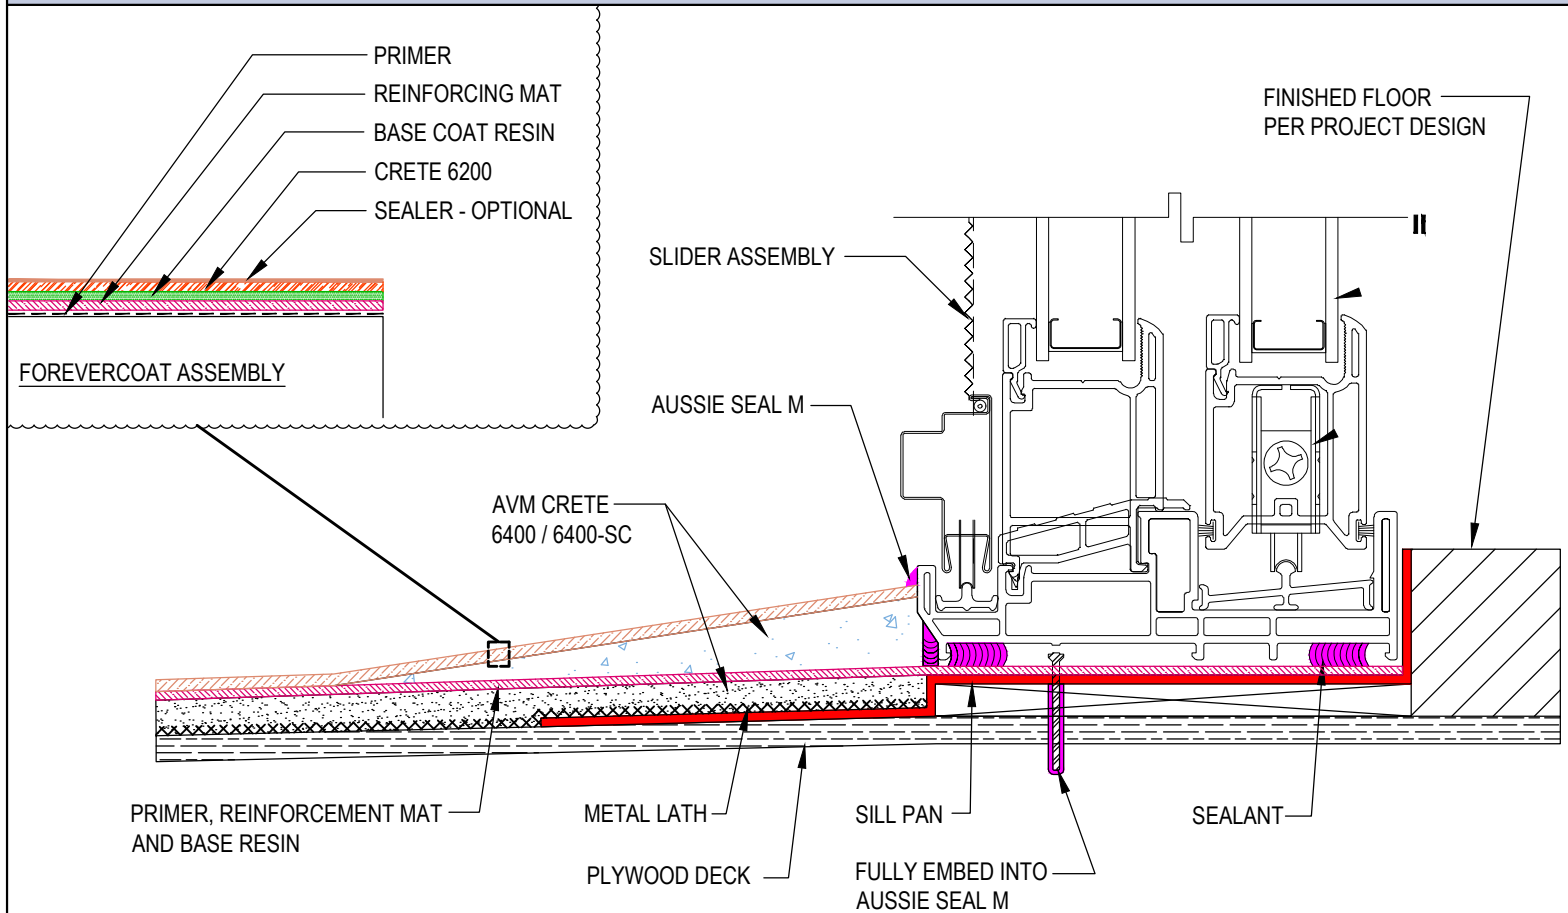 PRIMER
REINFORCING MAT
BASE COAT RESIN
CRETE 6200
SEALER - OPTIONAL
FOREVERCOAT ASSEMBLY
FINISHED FLOOR
PER PROJECT DESIGN
SLIDER ASSEMBLY
AUSSIE SEAL M
AVM CRETE
6400 / 6400-SC
PRIMER, REINFORCEMENT MAT
AND BASE RESIN
METAL LATH
PLYWOOD DECK
SILL PAN
FULLY EMBED INTO
AUSSIE SEAL M
SEALANT